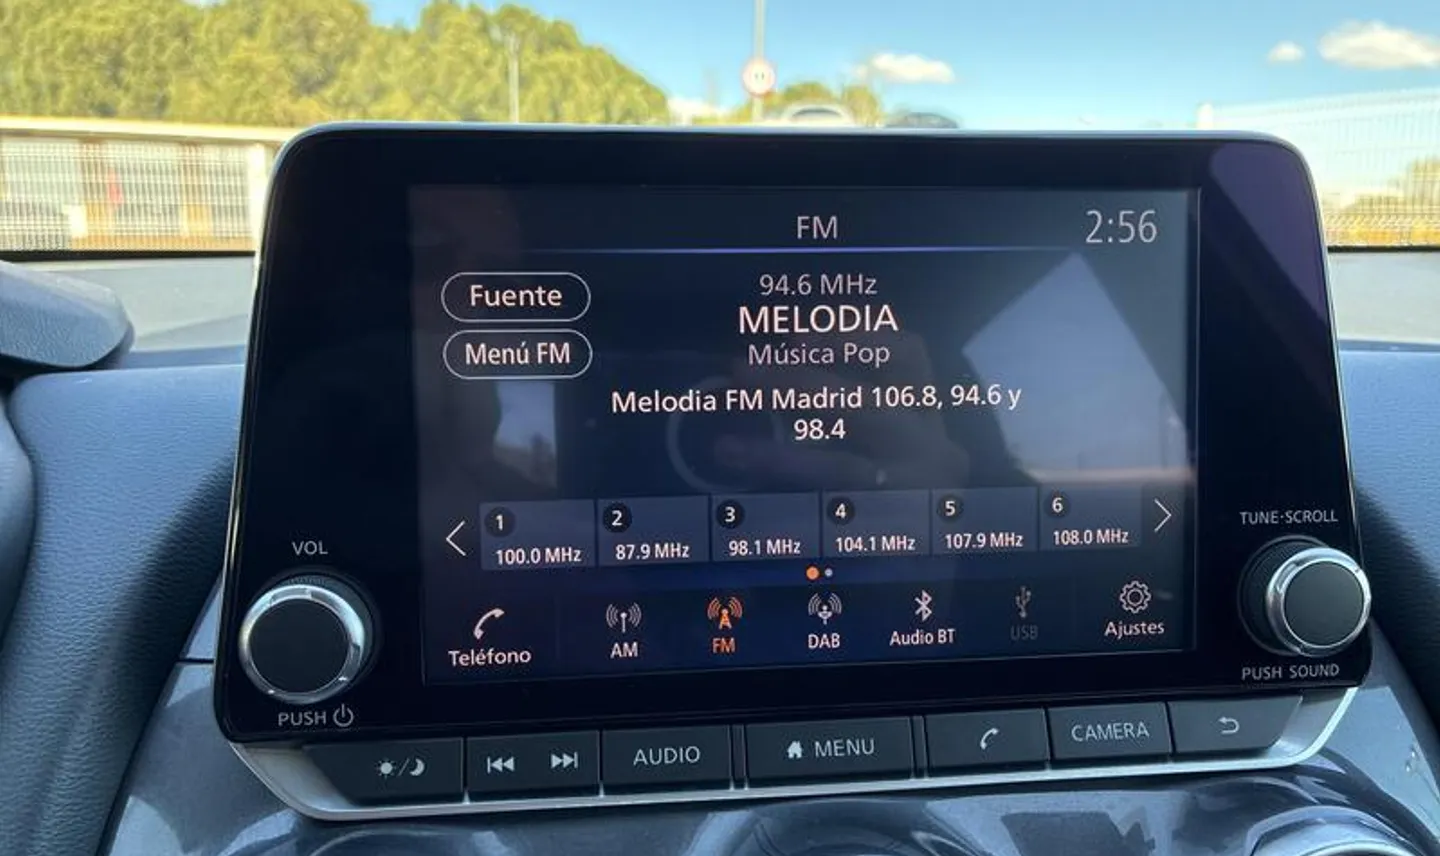 FM
2:56
Fuente
94.6 MHz
MELODIA
Menú FM
Música Pop
Melodia FM Madrid 106.8, 94.6 y
98.4
1
100.0 MHz
2
87.9 MHz
3
98.1 MHz
4
104.1 MHz
5
107.9 MHz
6
108.0 MHz
VOL
TUNE·SCROLL
Teléfono
AM
FM
DAB
Audio BT
USB
Ajustes
PUSH
PUSH SOUND
AUDIO
MENU
CAMERA